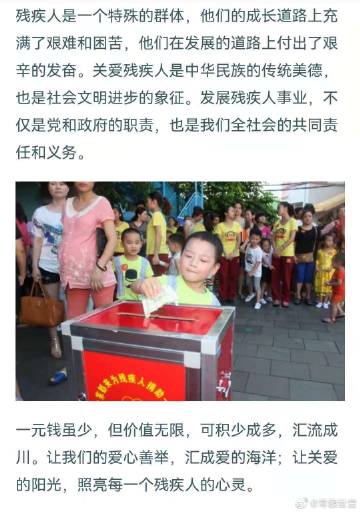 残疾人是一个特殊的群体，他们的成长道路上充
满了艰难和困苦，他们在发展的道路上付出了艰
辛的发奋。关爱残疾人是中华民族的传统美德，
也是社会文明进步的象征。发展残疾人事业，不
仅是党和政府的职责，也是我们全社会的共同责
任和义务。
来为残疾人捐助
一元钱虽少，但价值无限，可积少成多，汇流成
川。让我们的爱心善举，汇成爱的海洋；让关爱
的阳光，照亮每一个残疾人的心灵。